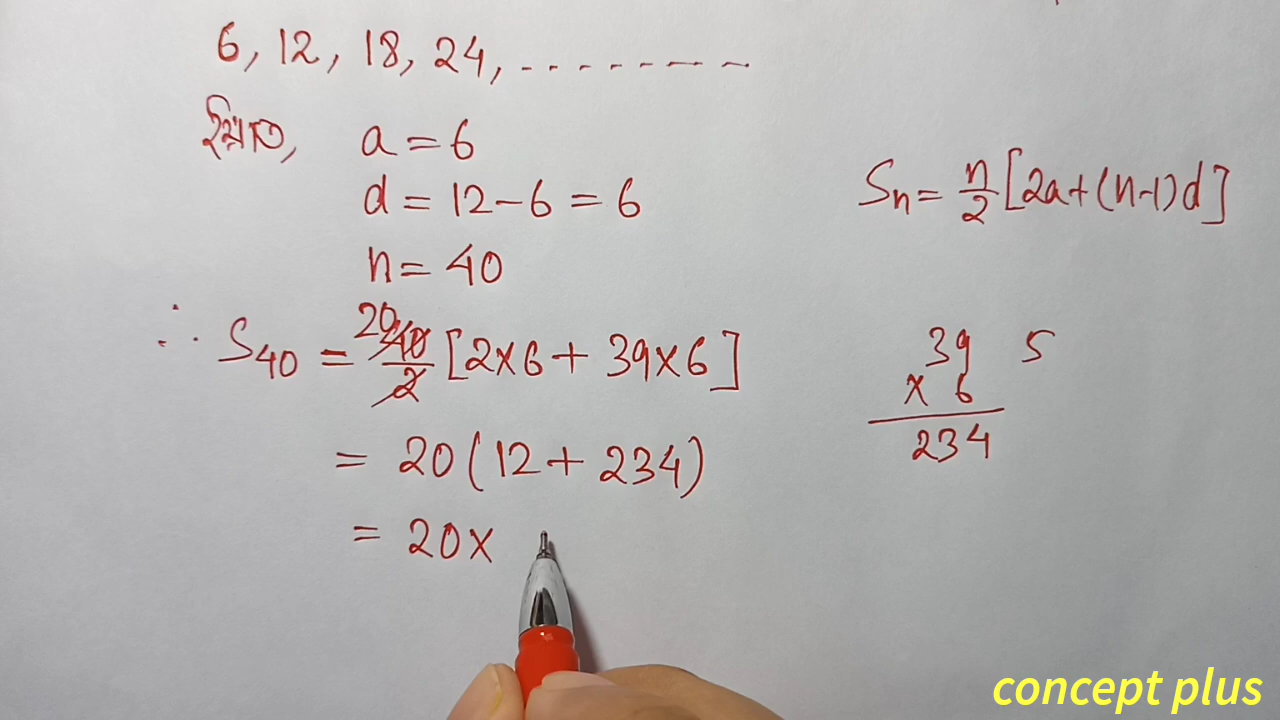 6, 12, 18, 24, ..........
a = 6
d = 12 - 6 = 6
Sn = n/2 [2a + (n-1)d]
n = 40
∴ S40 = 20 40/2 [2×6 + 39×6]
= 20 (12 + 234)
= 20×
39 5
× 6
234
concept plus